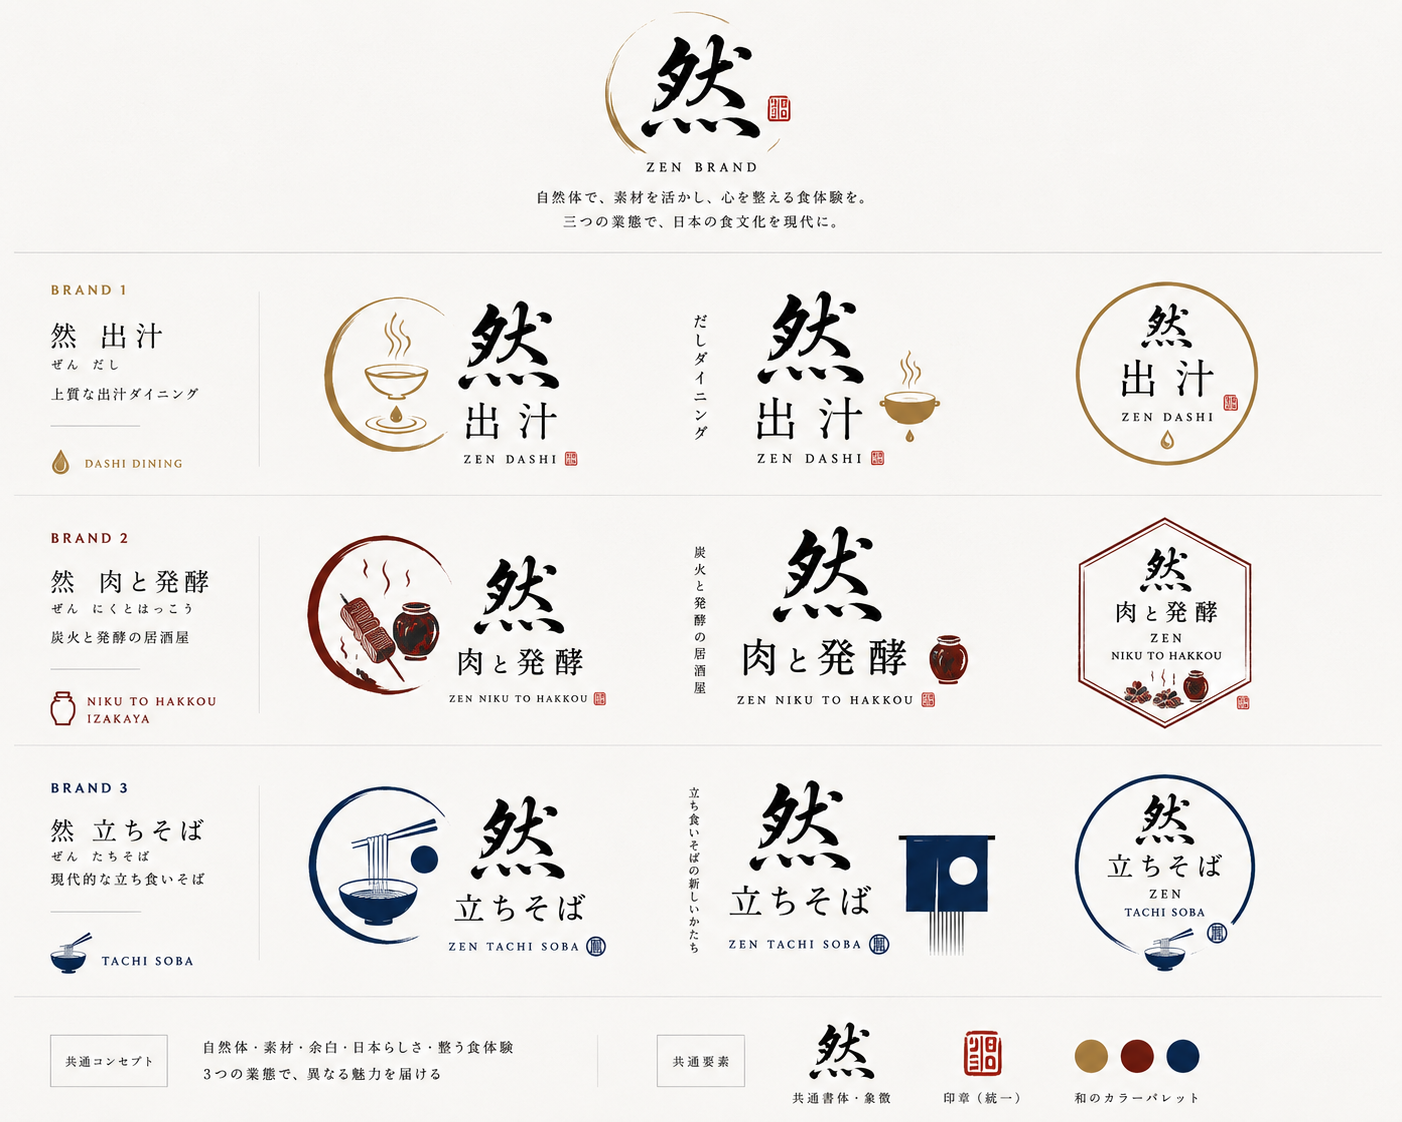 然
ZEN BRAND
自然体で、素材を活かし、心を整える食体験を。
三つの業態で、日本の食文化を現代に。
BRAND 1
然 出汁
ぜん だし
上質な出汁ダイニング
DASHI DINING
然
出汁
ZEN DASHI
だしダイニング
然
出汁
ZEN DASHI
然
出汁
ZEN DASHI
BRAND 2
然 肉と発酵
ぜん にくとはっこう
炭火と発酵の居酒屋
NIKU TO HAKKOU
IZAKAYA
然
肉と発酵
ZEN NIKU TO HAKKOU
炭火と発酵の居酒屋
然
肉と発酵
ZEN NIKU TO HAKKOU
然
肉と発酵
ZEN
NIKU TO HAKKOU
BRAND 3
然 立ちそば
ぜん たちそば
現代的な立ち食いそば
TACHI SOBA
然
立ちそば
ZEN TACHI SOBA
立ち食いそばの新しいかたち
然
立ちそば
ZEN TACHI SOBA
然
立ちそば
ZEN
TACHI SOBA
共通コンセプト
自然体・素材・余白・日本らしさ・整う食体験
3つの業態で、異なる魅力を届ける
共通要素
然
共通書体・象徴
印章（統一）
和のカラーパレット